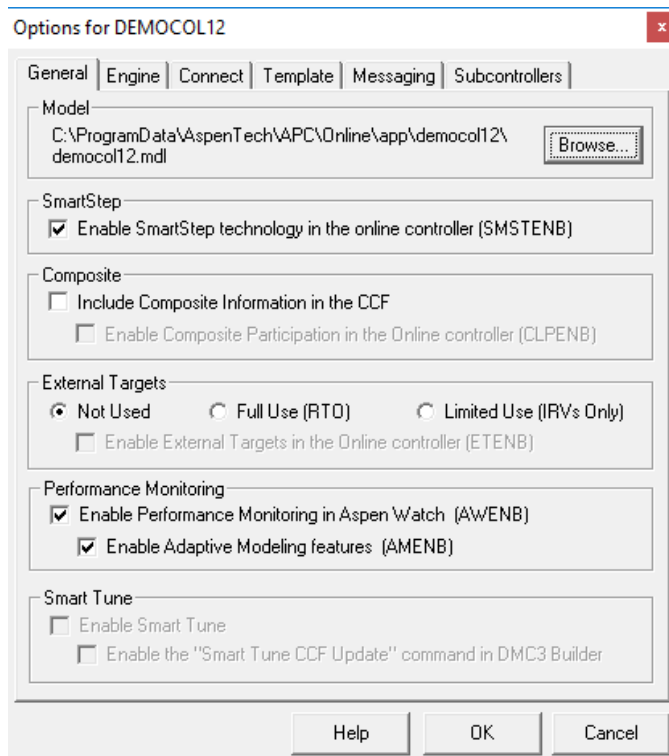 Options for DEMOCOL12
x
General Engine Connect Template Messaging Subcontrollers
Model
C:\ProgramData\AspenTech\APC\Online\app\democol12\
democol12.mdl
Browse...
SmartStep
Enable SmartStep technology in the online controller (SMSTENB)
Composite
Include Composite Information in the CCF
Enable Composite Participation in the Online controller (CLPENB)
External Targets
Not Used Full Use (RTO) Limited Use (IRVs Only)
Enable External Targets in the Online controller (ETENB)
Performance Monitoring
Enable Performance Monitoring in Aspen Watch (AWENB)
Enable Adaptive Modeling features (AMENB)
Smart Tune
Enable Smart Tune
Enable the "Smart Tune CCF Update" command in DMC3 Builder
Help OK Cancel